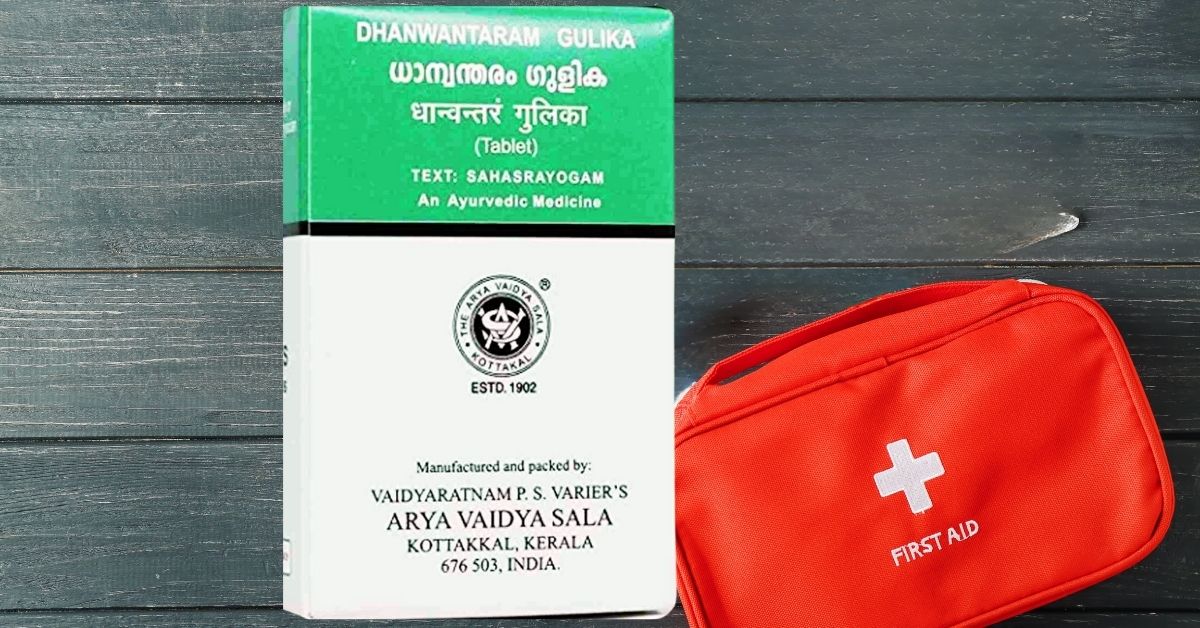 DHANWANTARAM GULIKA
ധാന്വന്തരം ഗുളിക
धान्वन्तरं गुलिका
(Tablet)
TEXT: SAHASRAYOGAM
An Ayurvedic Medicine
THE ARYA VAIDYA SALA
KOTTAKAL
®
ESTD. 1902
Manufactured and packed by:
VAIDYARATNAM P. S. VARIER'S
ARYA VAIDYA SALA
KOTTAKKAL, KERALA
676 503, INDIA.
FIRST AID